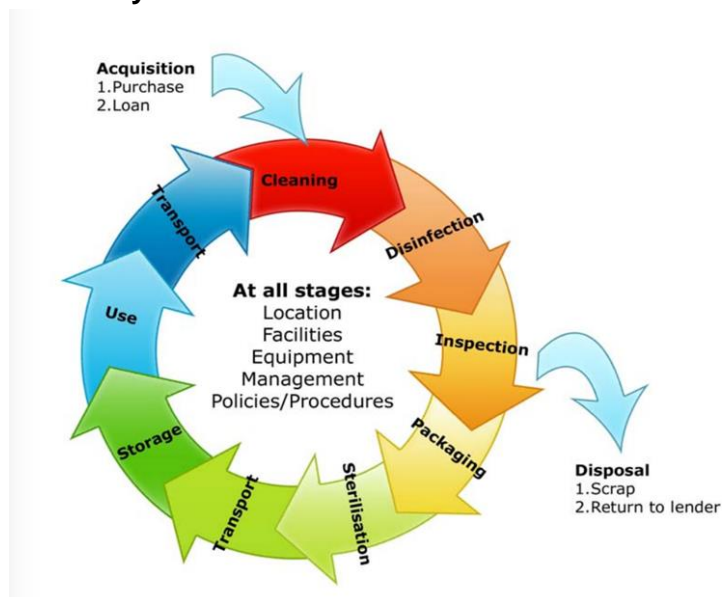 Acquisition
1.Purchase
2.Loan
Cleaning
Disinfection
Inspection
Packaging
Sterilisation
Transport
Storage
Use
Transport
At all stages:
Location
Facilities
Equipment
Management
Policies/Procedures
Disposal
1.Scrap
2.Return to lender